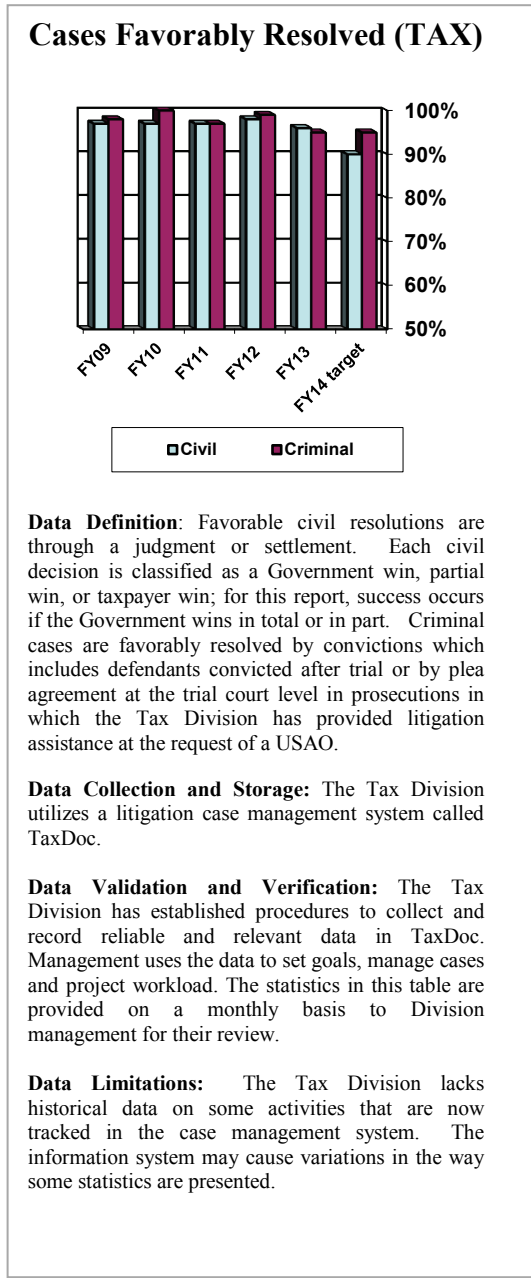 Cases Favorably Resolved (TAX)
100%
90%
80%
70%
60%
50%
FY09
FY10
FY11
FY12
FY13
FY14 target
Civil
Criminal
Data Definition: Favorable civil resolutions are
through a judgment or settlement. Each civil
decision is classified as a Government win, partial
win, or taxpayer win; for this report, success occurs
if the Government wins in total or in part. Criminal
cases are favorably resolved by convictions which
includes defendants convicted after trial or by plea
agreement at the trial court level in prosecutions in
which the Tax Division has provided litigation
assistance at the request of a USAO.
Data Collection and Storage: The Tax Division
utilizes a litigation case management system called
TaxDoc.
Data Validation and Verification: The Tax
Division has established procedures to collect and
record reliable and relevant data in TaxDoc.
Management uses the data to set goals, manage cases
and project workload. The statistics in this table are
provided on a monthly basis to Division
management for their review.
Data Limitations: The Tax Division lacks
historical data on some activities that are now
tracked in the case management system. The
information system may cause variations in the way
some statistics are presented.